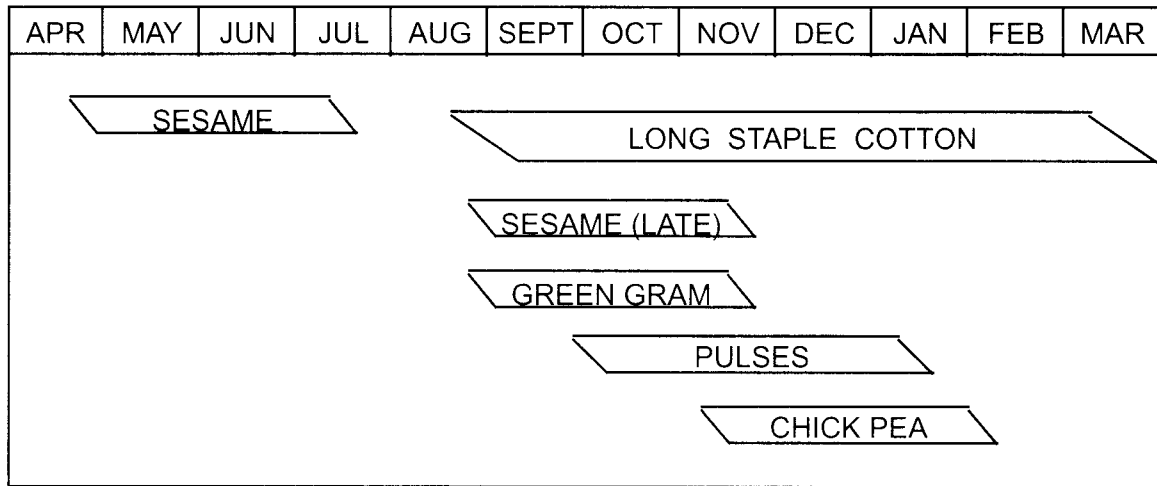 APR MAY JUN JUL AUG SEPT OCT NOV DEC JAN FEB MAR
SESAME
LONG STAPLE COTTON
SESAME (LATE)
GREEN GRAM
PULSES
CHICK PEA